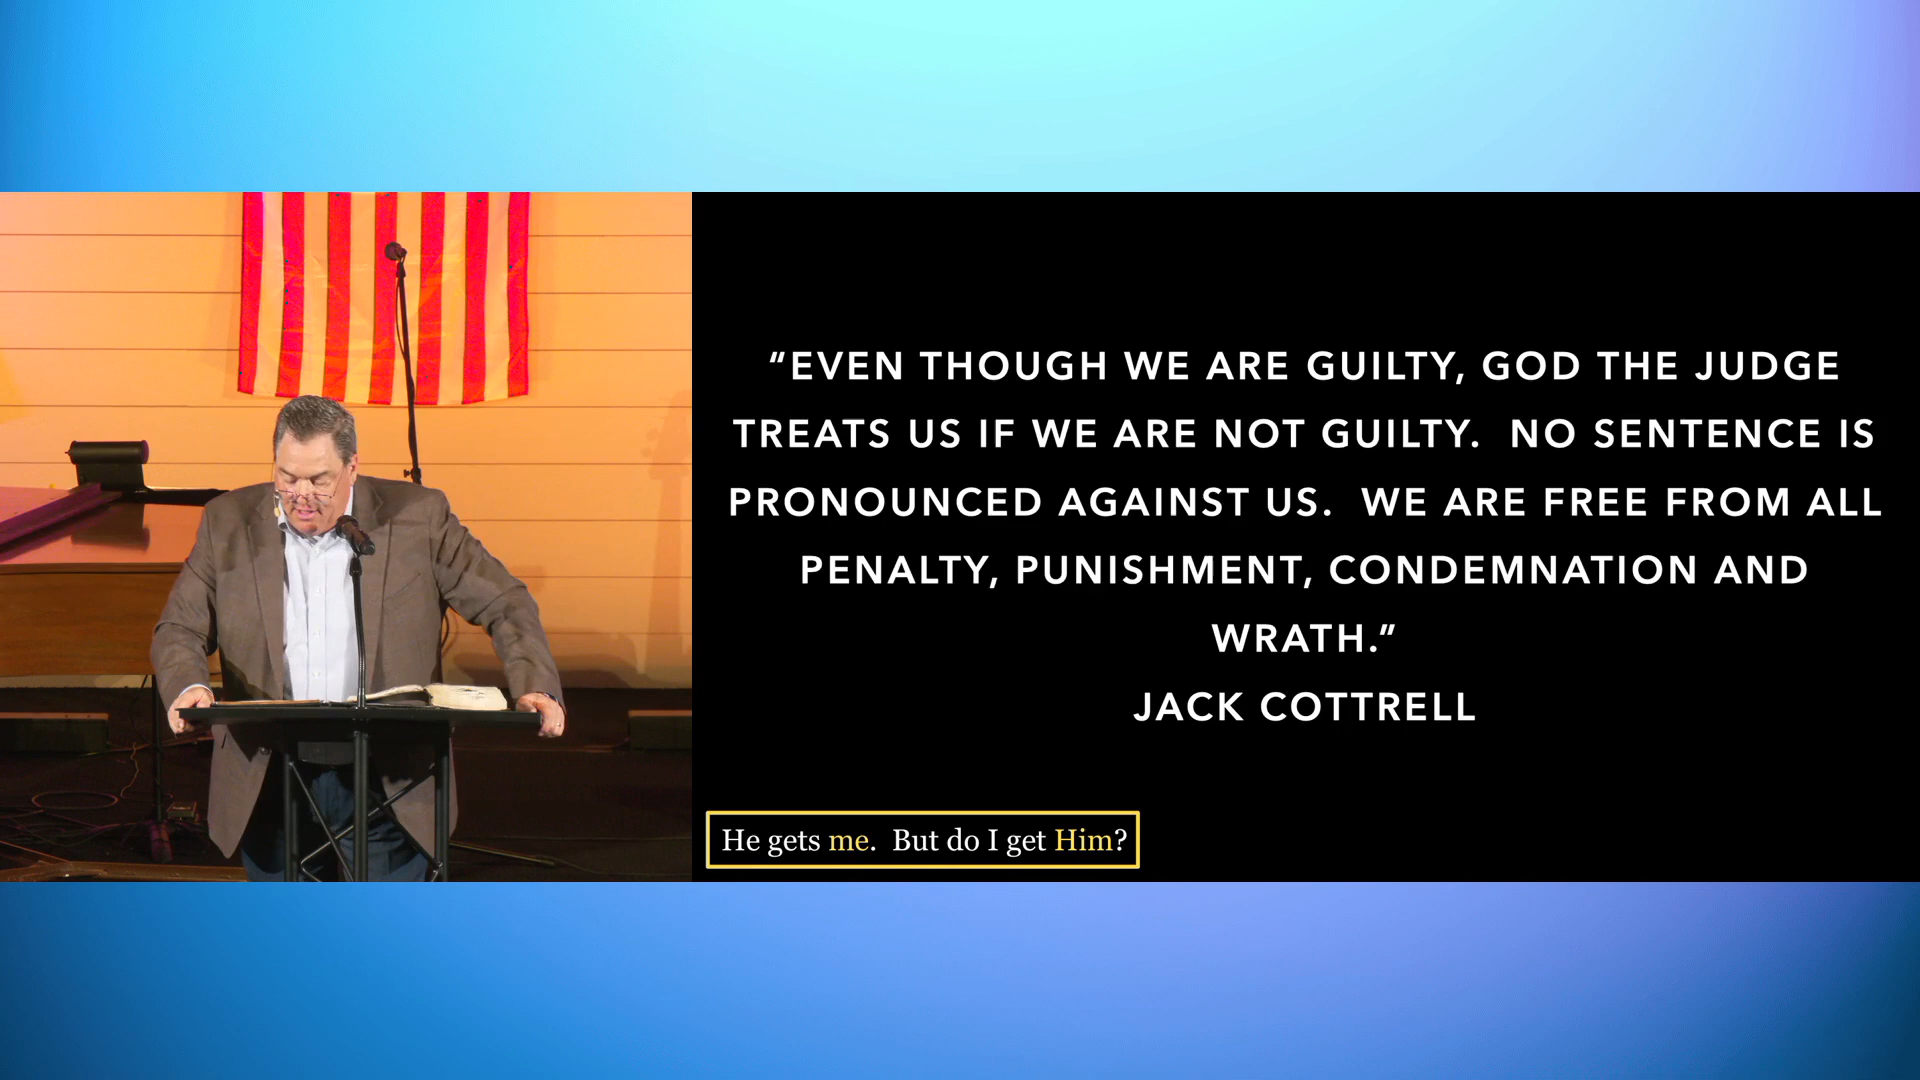 “EVEN THOUGH WE ARE GUILTY, GOD THE JUDGE
TREATS US IF WE ARE NOT GUILTY. NO SENTENCE IS
PRONOUNCED AGAINST US. WE ARE FREE FROM ALL
PENALTY, PUNISHMENT, CONDEMNATION AND
WRATH.”
JACK COTTRELL
He gets me. But do I get Him?